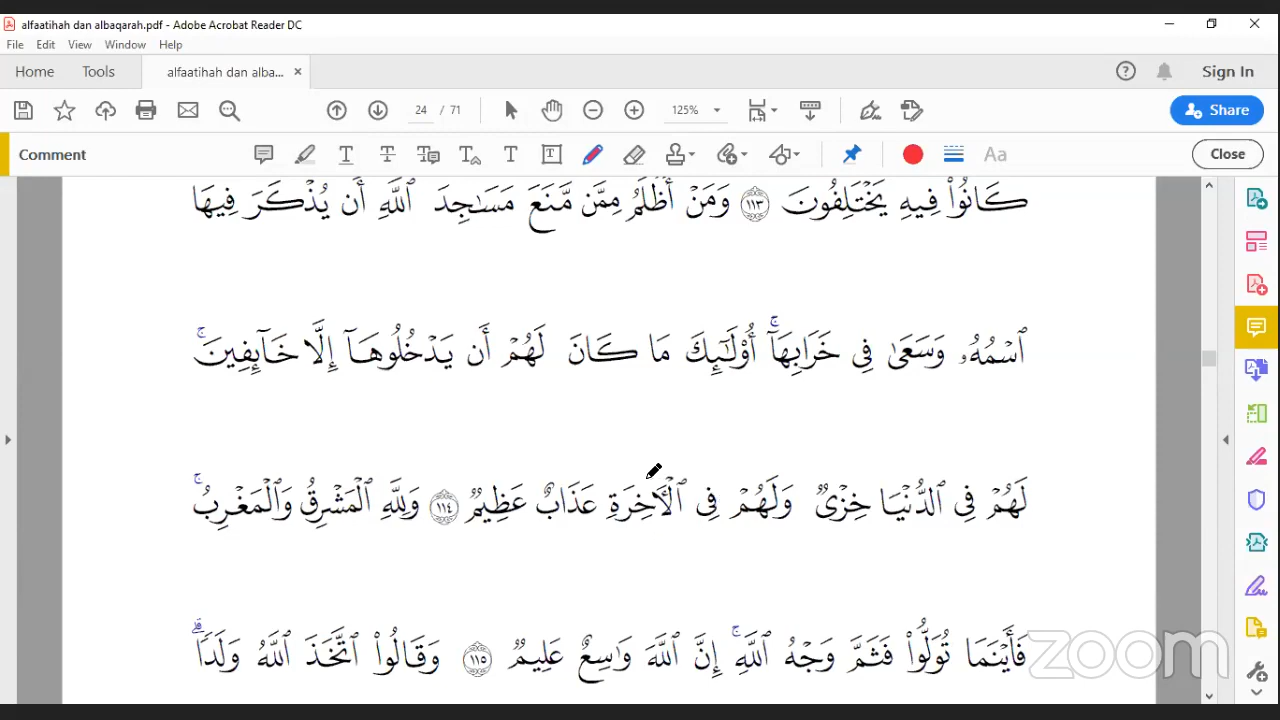 alfaatihah dan albaqarah.pdf - Adobe Acrobat Reader DC
File Edit View Window Help
Home Tools alfaatihah dan alba... ×
? Sign In
24 / 71 125% Share
Comment Aa Close
كَانُوا۟ فِيهِ يَخْتَلِفُونَ ١١٣ وَمَنْ أَظْلَمُ مِمَّن مَّنَعَ مَسَـٰجِدَ ٱللَّهِ أَن يُذْكَرَ فِيهَا
ٱسْمُهُۥ وَسَعَىٰ فِى خَرَابِهَآ ۚ أُو۟لَـٰٓئِكَ مَا كَانَ لَهُمْ أَن يَدْخُلُوهَآ إِلَّا خَآئِفِينَ ۚ
لَهُمْ فِى ٱلدُّنْيَا خِزْىٌ وَلَهُمْ فِى ٱلْـَٔاخِرَةِ عَذَابٌ عَظِيمٌ ١١٤ وَلِلَّهِ ٱلْمَشْرِقُ وَٱلْمَغْرِبُ ۚ
فَأَيْنَمَا تُوَلُّوا۟ فَثَمَّ وَجْهُ ٱللَّهِ ۚ إِنَّ ٱللَّهَ وَٰسِعٌ عَلِيمٌ ١١٥ وَقَالُوا۟ ٱتَّخَذَ ٱللَّهُ وَلَدًا ۗ
zoom